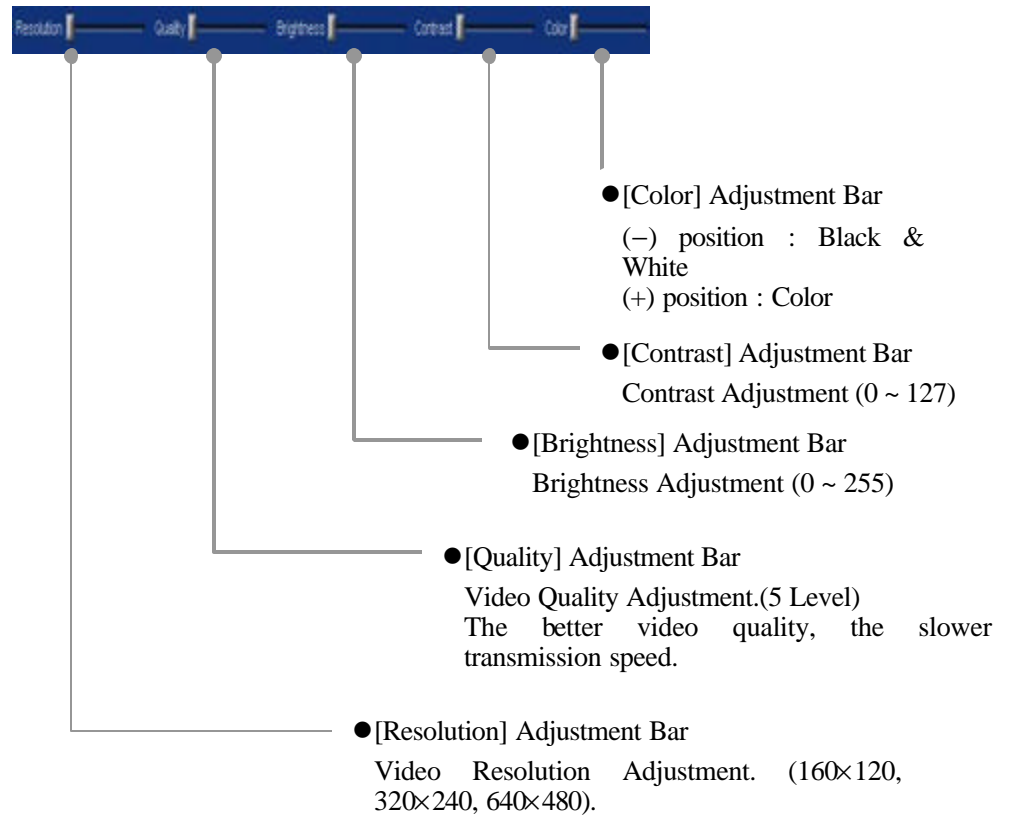 Resolution Quality Brightness Contrast Color
●[Color] Adjustment Bar
(−) position : Black &
White
(+) position : Color
●[Contrast] Adjustment Bar
Contrast Adjustment (0 ~ 127)
●[Brightness] Adjustment Bar
Brightness Adjustment (0 ~ 255)
●[Quality] Adjustment Bar
Video Quality Adjustment.(5 Level)
The better video quality, the slower
transmission speed.
●[Resolution] Adjustment Bar
Video Resolution Adjustment. (160×120,
320×240, 640×480).